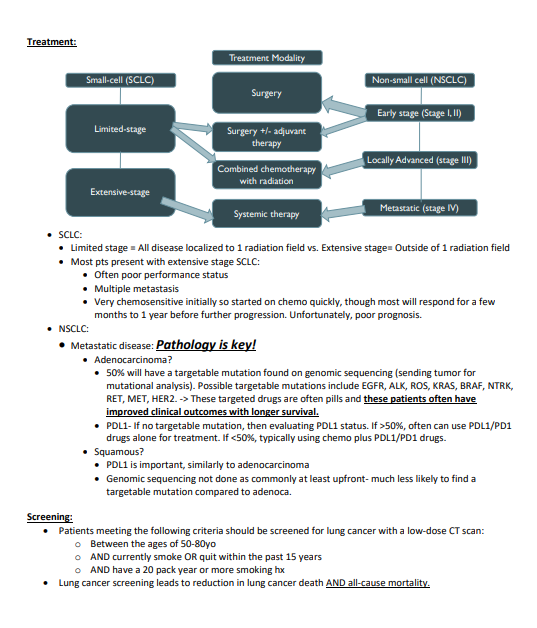 Treatment:
Treatment Modality
Small-cell (SCLC)
Non-small cell (NSCLC)
Surgery
Early stage (Stage I, II)
Limited-stage
Surgery +/- adjuvant
therapy
Locally Advanced (stage III)
Combined chemotherapy
with radiation
Extensive-stage
Metastatic (stage IV)
Systemic therapy
• SCLC:
• Limited stage = All disease localized to 1 radiation field vs. Extensive stage= Outside of 1 radiation field
• Most pts present with extensive stage SCLC:
• Often poor performance status
• Multiple metastasis
• Very chemosensitive initially so started on chemo quickly, though most will respond for a few
months to 1 year before further progression. Unfortunately, poor prognosis.
• NSCLC:
• Metastatic disease: Pathology is key!
• Adenocarcinoma?
• 50% will have a targetable mutation found on genomic sequencing (sending tumor for
mutational analysis). Possible targetable mutations include EGFR, ALK, ROS, KRAS, BRAF, NTRK,
RET, MET, HER2. -> These targeted drugs are often pills and these patients often have
improved clinical outcomes with longer survival.
• PDL1- If no targetable mutation, then evaluating PDL1 status. If >50%, often can use PDL1/PD1
drugs alone for treatment. If <50%, typically using chemo plus PDL1/PD1 drugs.
• Squamous?
• PDL1 is important, similarly to adenocarcinoma
• Genomic sequencing not done as commonly at least upfront- much less likely to find a
targetable mutation compared to adenoca.
Screening:
• Patients meeting the following criteria should be screened for lung cancer with a low-dose CT scan:
o Between the ages of 50-80yo
o AND currently smoke OR quit within the past 15 years
o AND have a 20 pack year or more smoking hx
• Lung cancer screening leads to reduction in lung cancer death AND all-cause mortality.